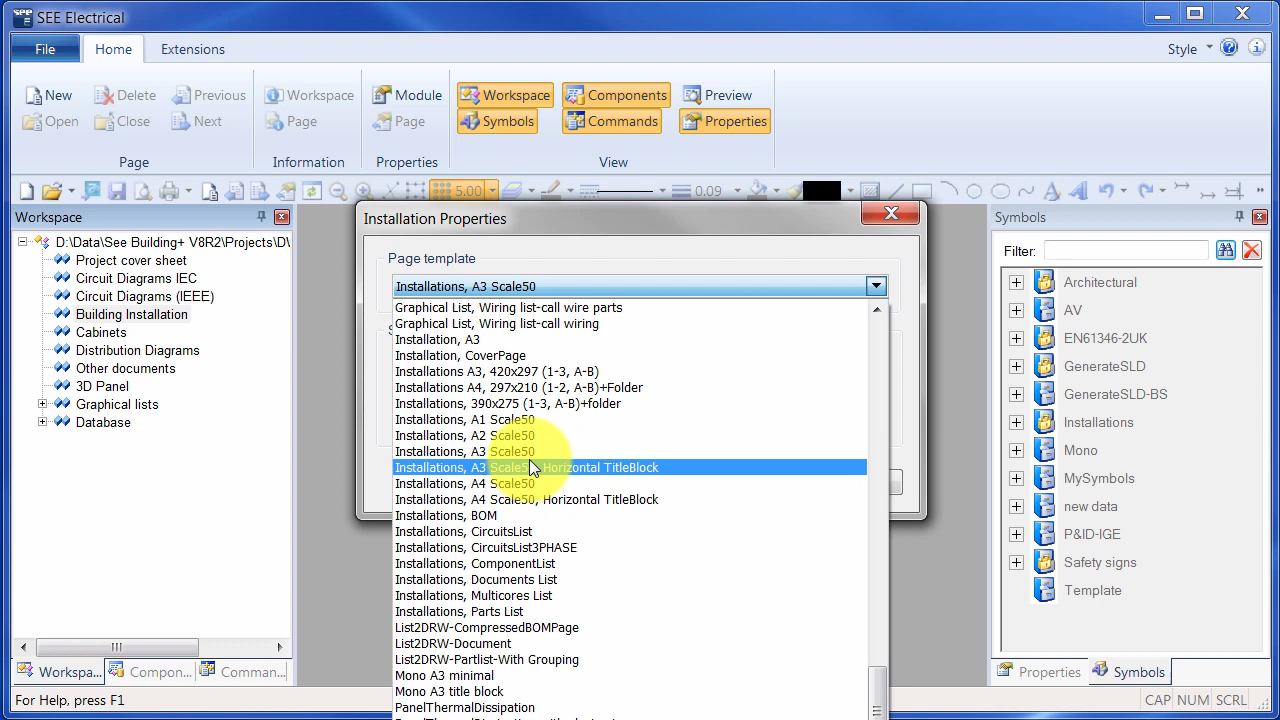 SEE Electrical
File
Home
Extensions
Style
New
Delete
Previous
Workspace
Module
Workspace
Components
Preview
Open
Close
Next
Page
Page
Symbols
Commands
Properties
Page
Information
Properties
View
5.00
0.09
Workspace
D:\Data\See Building+ V8R2\Projects\D\
Project cover sheet
Circuit Diagrams IEC
Circuit Diagrams (IEEE)
Building Installation
Cabinets
Distribution Diagrams
Other documents
3D Panel
Graphical lists
Database
Workspa...
Compon...
Comman...
Installation Properties
Page template
Installations, A3 Scale50
Graphical List, Wiring list-call wire parts
Graphical List, Wiring list-call wiring
Installation, A3
Installation, CoverPage
Installations A3, 420x297 (1-3, A-B)
Installations A4, 297x210 (1-2, A-B)+Folder
Installations, 390x275 (1-3, A-B)+folder
Installations, A1 Scale50
Installations, A2 Scale50
Installations, A3 Scale50
Installations, A3 Scale50, Horizontal TitleBlock
Installations, A4 Scale50
Installations, A4 Scale50, Horizontal TitleBlock
Installations, BOM
Installations, CircuitsList
Installations, CircuitsList3PHASE
Installations, ComponentList
Installations, Documents List
Installations, Multicores List
Installations, Parts List
List2DRW-CompressedBOMPage
List2DRW-Document
List2DRW-Partlist-With Grouping
Mono A3 minimal
Mono A3 title block
PanelThermalDissipation
Symbols
Filter:
Architectural
AV
EN61346-2UK
GenerateSLD
GenerateSLD-BS
Installations
Mono
MySymbols
new data
P&ID-IGE
Safety signs
Template
Properties
Symbols
For Help, press F1
CAP NUM SCRL